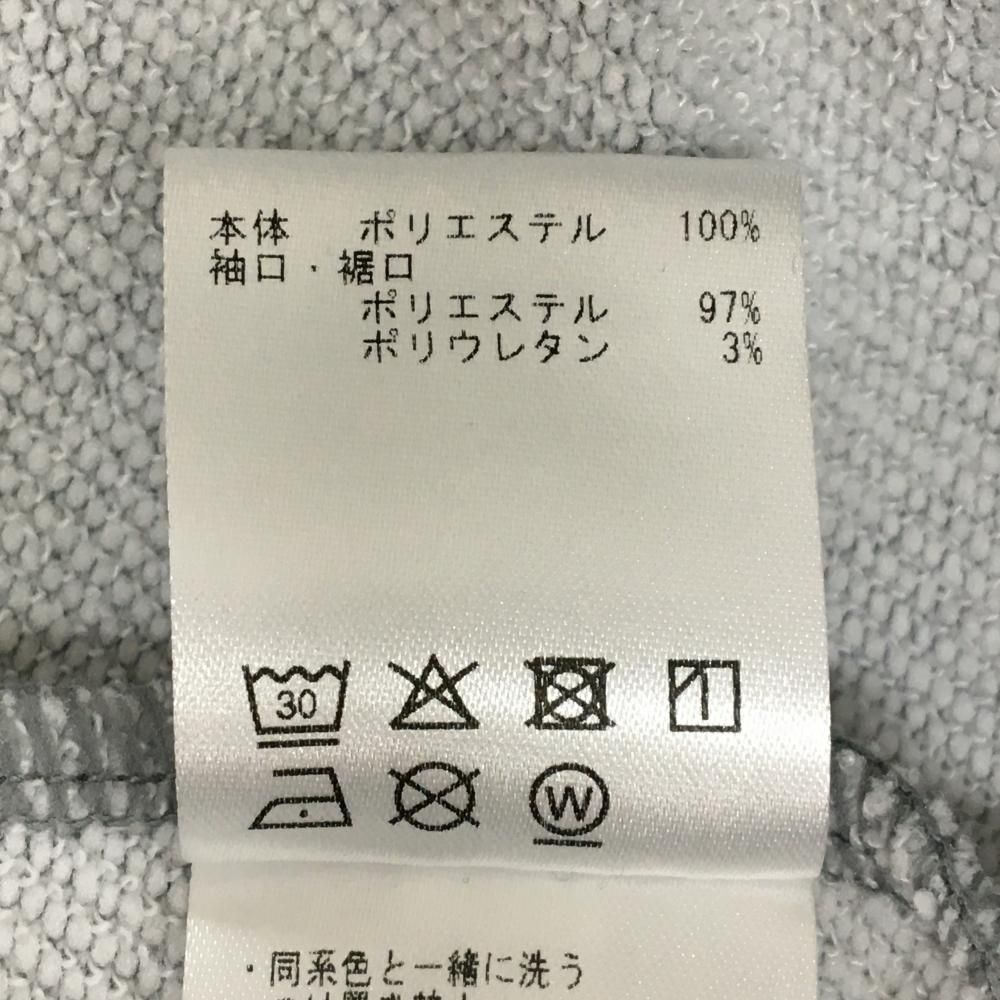 本体 ポリエステル 100%
袖口・裾口
ポリエステル 97%
ポリウレタン 3%
30
W
・同系色と一緒に洗う